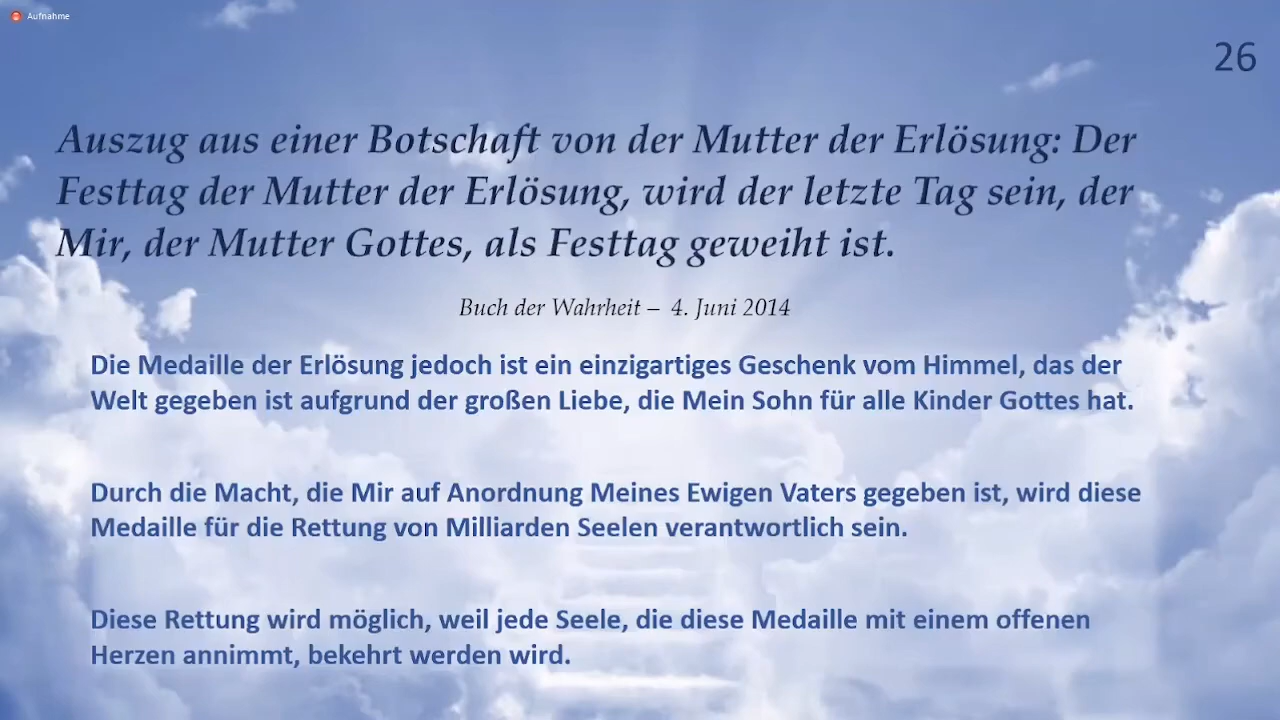 Aufnahme
26
Auszug aus einer Botschaft von der Mutter der Erlösung: Der
Festtag der Mutter der Erlösung, wird der letzte Tag sein, der
Mir, der Mutter Gottes, als Festtag geweiht ist.
Buch der Wahrheit – 4. Juni 2014
Die Medaille der Erlösung jedoch ist ein einzigartiges Geschenk vom Himmel, das der
Welt gegeben ist aufgrund der großen Liebe, die Mein Sohn für alle Kinder Gottes hat.
Durch die Macht, die Mir auf Anordnung Meines Ewigen Vaters gegeben ist, wird diese
Medaille für die Rettung von Milliarden Seelen verantwortlich sein.
Diese Rettung wird möglich, weil jede Seele, die diese Medaille mit einem offenen
Herzen annimmt, bekehrt werden wird.